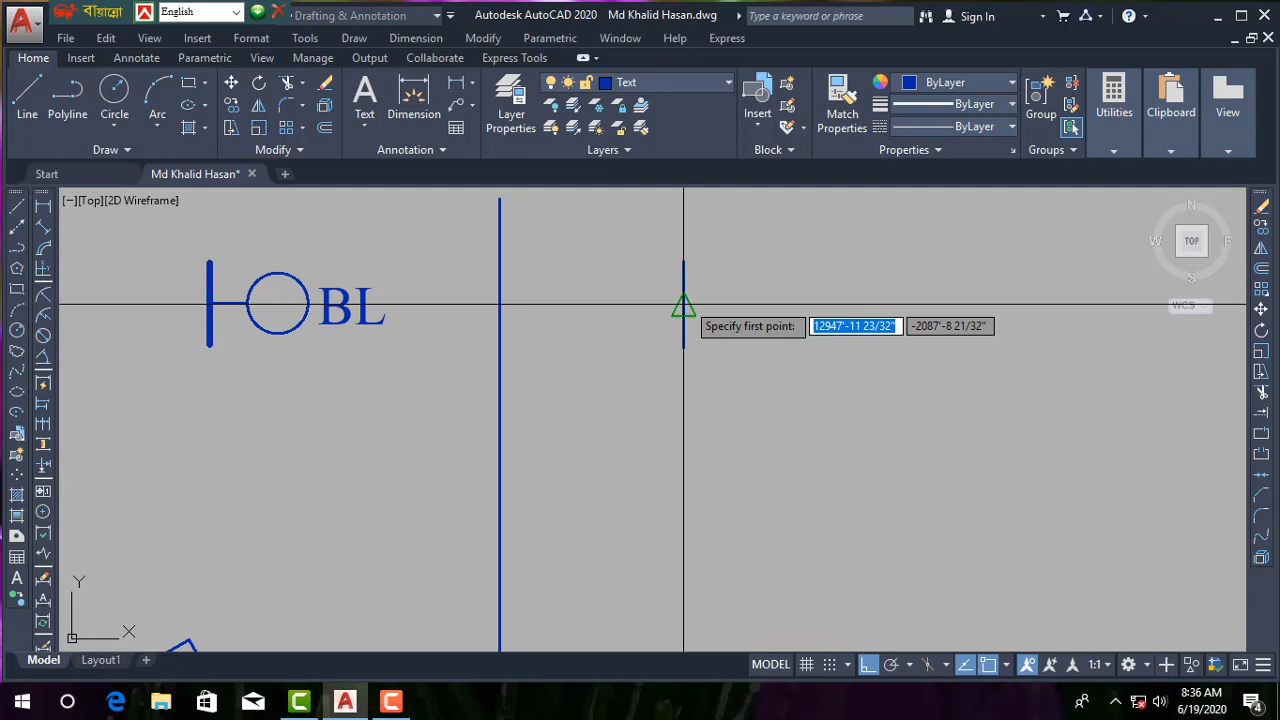 বায়ান্নো
English
Drafting & Annotation
Autodesk AutoCAD 2020 Md Khalid Hasan.dwg
Type a keyword or phrase
Sign In
File Edit View Insert Format Tools Draw Dimension Modify Parametric Window Help Express
Home Insert Annotate Parametric View Manage Output Collaborate Express Tools
Line Polyline Circle Arc
Text Dimension
Layer Properties
Text
Insert
Match Properties
ByLayer
ByLayer
ByLayer
Group
Utilities
Clipboard
View
Draw Modify Annotation Layers Block Properties Groups
Start
Md Khalid Hasan*
[−][Top][2D Wireframe]
N
W
TOP
E
S
WCS
BL
Specify first point: 12947'-11 23/32" -2087'-8 21/32"
Y
X
Model Layout1
MODEL
1:1
8:36 AM
6/19/2020
4